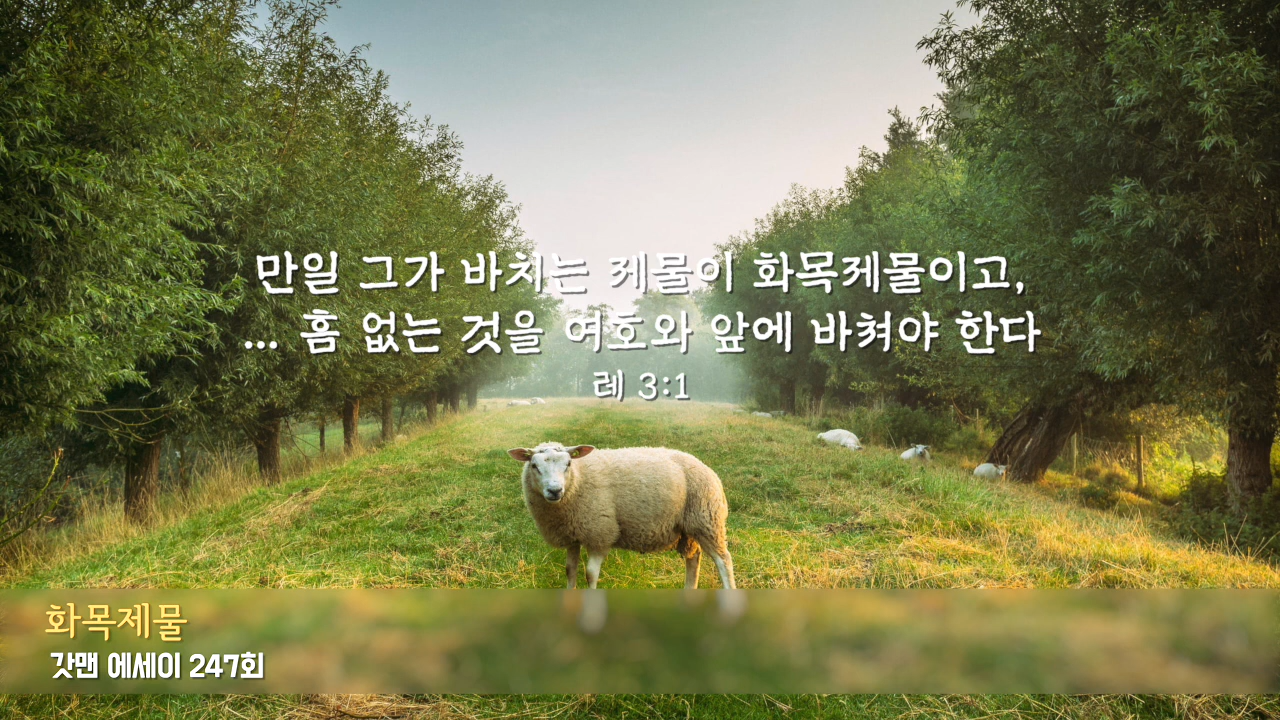 만일 그가 바치는 제물이 화목제물이고,
... 흠 없는 것을 여호와 앞에 바쳐야 한다
레 3:1
화목제물
갓맨 에세이 247회